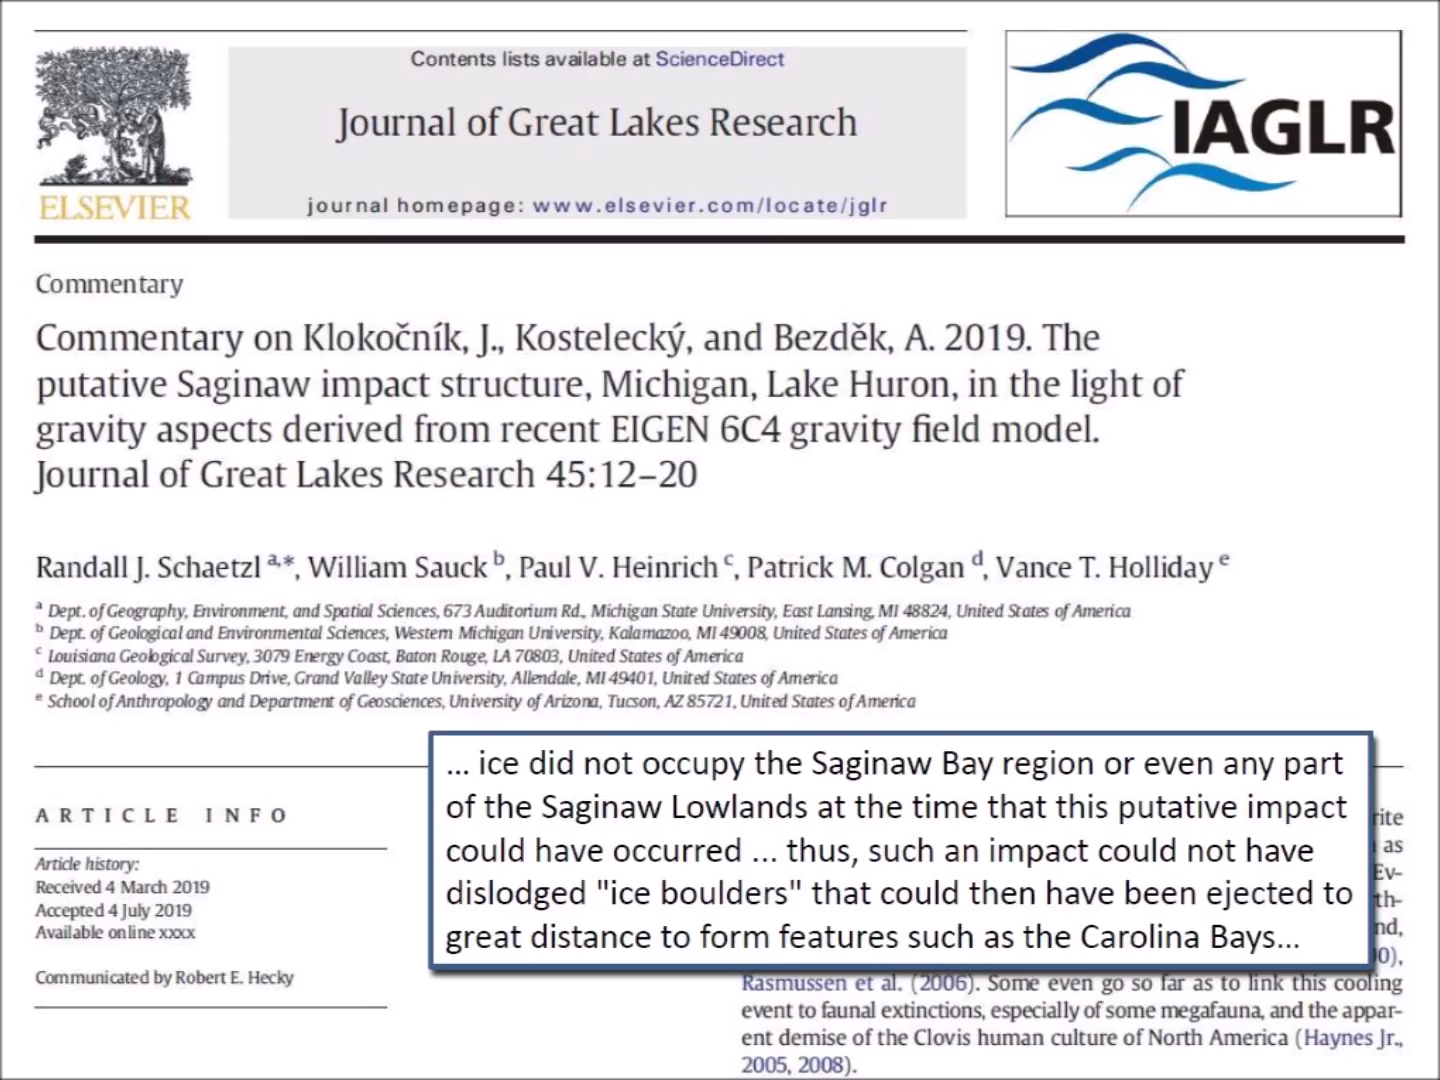 Contents lists available at ScienceDirect
Journal of Great Lakes Research
journal homepage: www.elsevier.com/locate/jglr
ELSEVIER
IAGLR
Commentary
Commentary on Klokočník, J., Kostelecký, and Bezděk, A. 2019. The
putative Saginaw impact structure, Michigan, Lake Huron, in the light of
gravity aspects derived from recent EIGEN 6C4 gravity field model.
Journal of Great Lakes Research 45:12–20
Randall J. Schaetzl a,*, William Sauck b, Paul V. Heinrich c, Patrick M. Colgan d, Vance T. Holliday e
a Dept. of Geography, Environment, and Spatial Sciences, 673 Auditorium Rd., Michigan State University, East Lansing, MI 48824, United States of America
b Dept. of Geological and Environmental Sciences, Western Michigan University, Kalamazoo, MI 49008, United States of America
c Louisiana Geological Survey, 3079 Energy Coast, Baton Rouge, LA 70803, United States of America
d Dept. of Geology, 1 Campus Drive, Grand Valley State University, Allendale, MI 49401, United States of America
e School of Anthropology and Department of Geosciences, University of Arizona, Tucson, AZ 85721, United States of America
ARTICLE INFO
Article history:
Received 4 March 2019
Accepted 4 July 2019
Available online xxxx
Communicated by Robert E. Hecky
... ice did not occupy the Saginaw Bay region or even any part
of the Saginaw Lowlands at the time that this putative impact
could have occurred ... thus, such an impact could not have
dislodged "ice boulders" that could then have been ejected to
great distance to form features such as the Carolina Bays...
rite
as
Ev-
th-
nd,
0),
Rasmussen et al. (2006). Some even go so far as to link this cooling
event to faunal extinctions, especially of some megafauna, and the appar-
ent demise of the Clovis human culture of North America (Haynes Jr.,
2005, 2008).